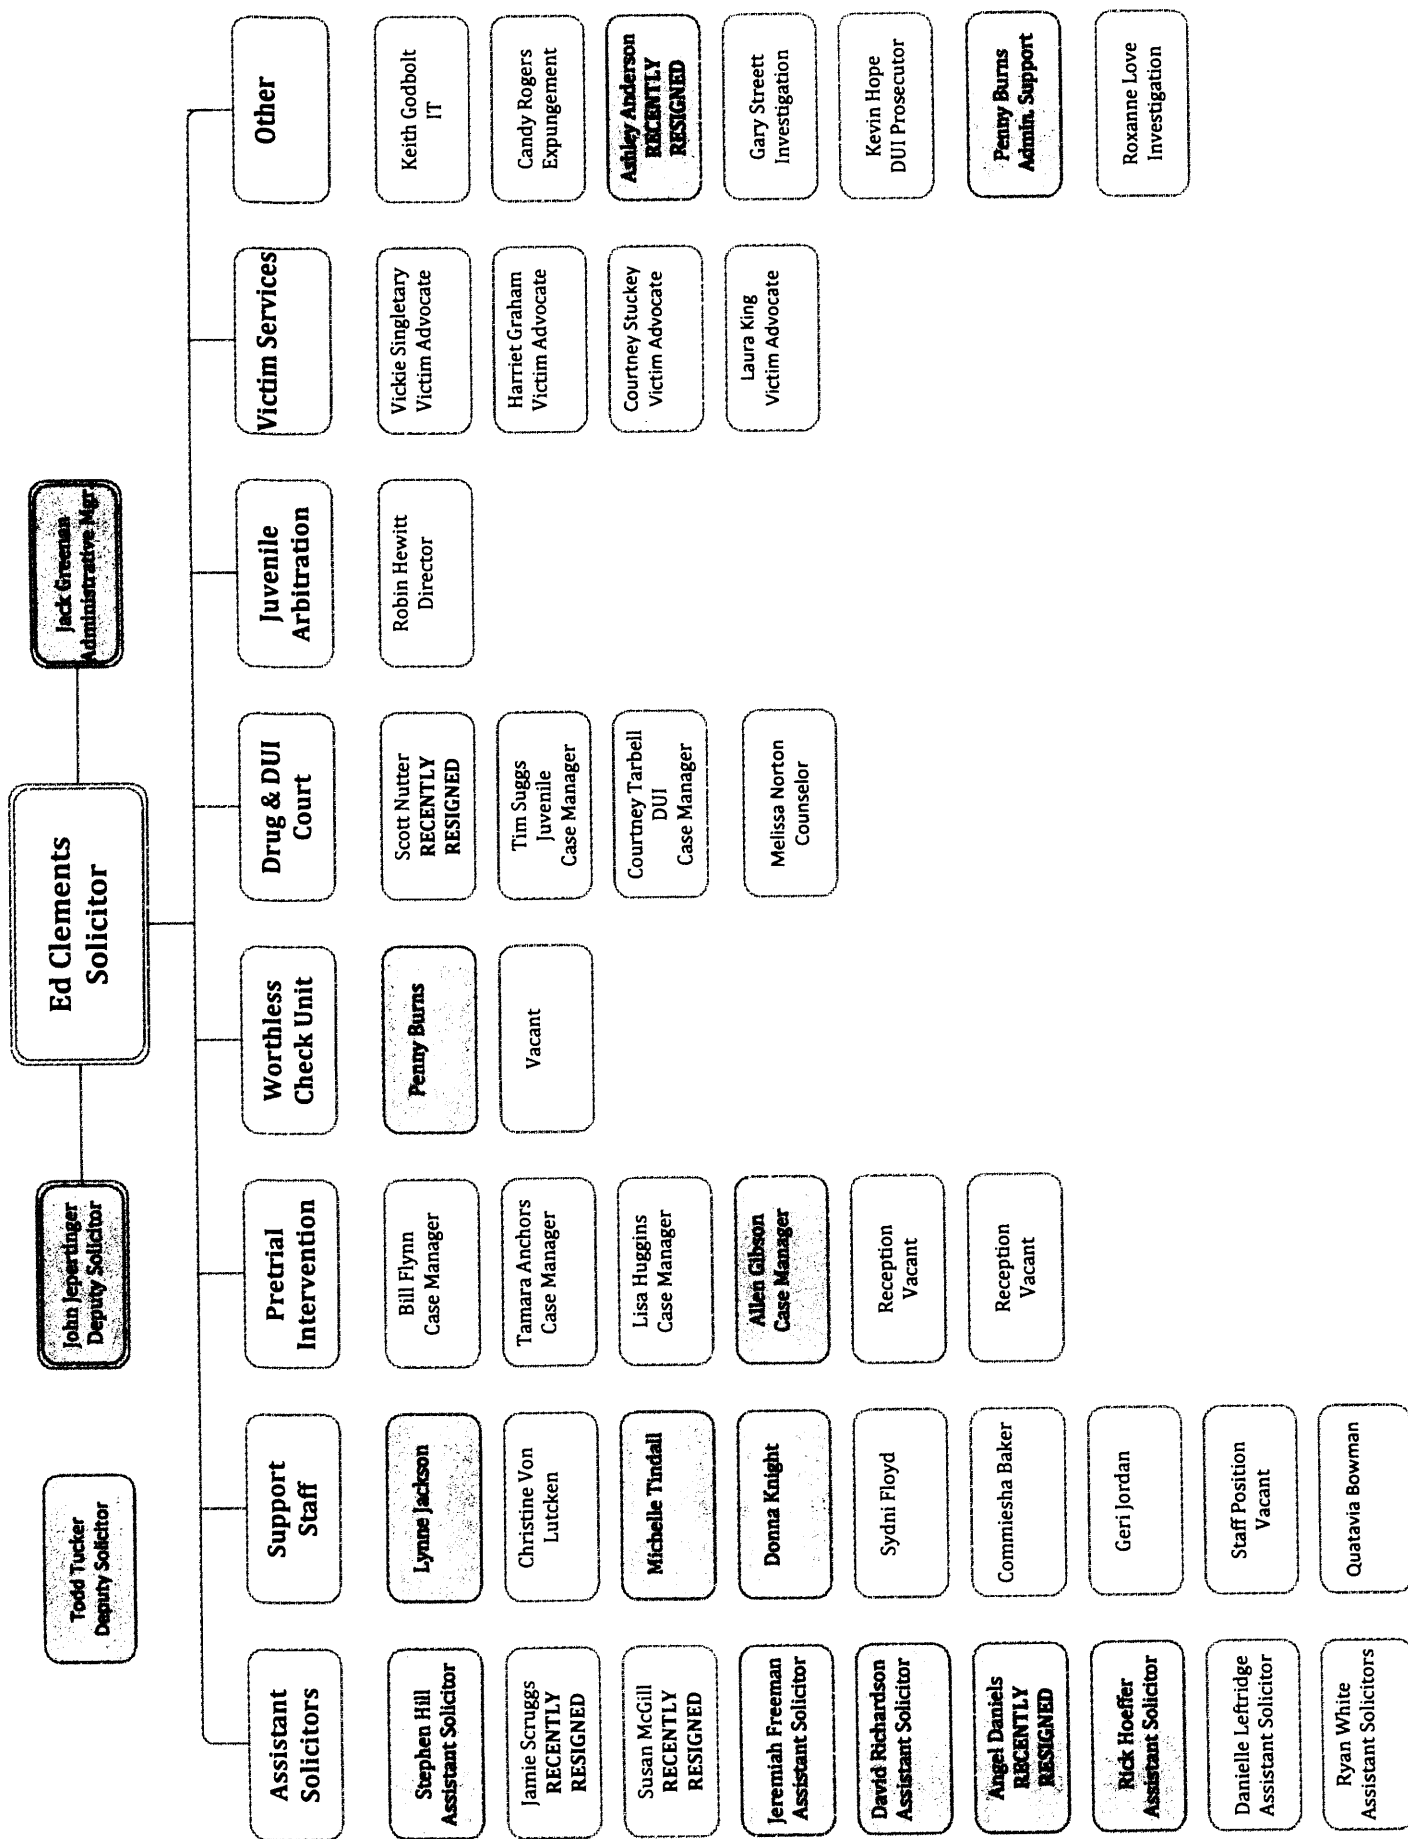 Ed Clements
Solicitor
Todd Tucker
Deputy Solicitor
John Jepertinger
Deputy Solicitor
Jack Greenan
Administrative Mgr.
Assistant
Solicitors
Stephen Hill
Assistant Solicitor
Jamie Scruggs
RECENTLY
RESIGNED
Susan McGill
RECENTLY
RESIGNED
Jeremiah Freeman
Assistant Solicitor
David Richardson
Assistant Solicitor
Angel Daniels
RECENTLY
RESIGNED
Rick Hoeffer
Assistant Solicitor
Danielle Leftridge
Assistant Solicitor
Ryan White
Assistant Solicitors
Support
Staff
Lynne Jackson
Christine Von
Lutcken
Michelle Tindall
Donna Knight
Sydni Floyd
Commiesha Baker
Geri Jordan
Staff Position
Vacant
Quatavia Bowman
Pretrial
Intervention
Bill Flynn
Case Manager
Tamara Anchors
Case Manager
Lisa Huggins
Case Manager
Allen Gibson
Case Manager
Reception
Vacant
Reception
Vacant
Worthless
Check Unit
Penny Burns
Vacant
Drug & DUI
Court
Scott Nutter
RECENTLY
RESIGNED
Tim Suggs
Juvenile
Case Manager
Courtney Tarbell
DUI
Case Manager
Melissa Norton
Counselor
Juvenile
Arbitration
Robin Hewitt
Director
Victim Services
Vickie Singletary
Victim Advocate
Harriet Graham
Victim Advocate
Courtney Stuckey
Victim Advocate
Laura King
Victim Advocate
Other
Keith Godbolt
IT
Candy Rogers
Expungement
Ashley Anderson
RECENTLY
RESIGNED
Gary Streett
Investigation
Kevin Hope
DUI Prosecutor
Penny Burns
Admin. Support
Roxanne Love
Investigation